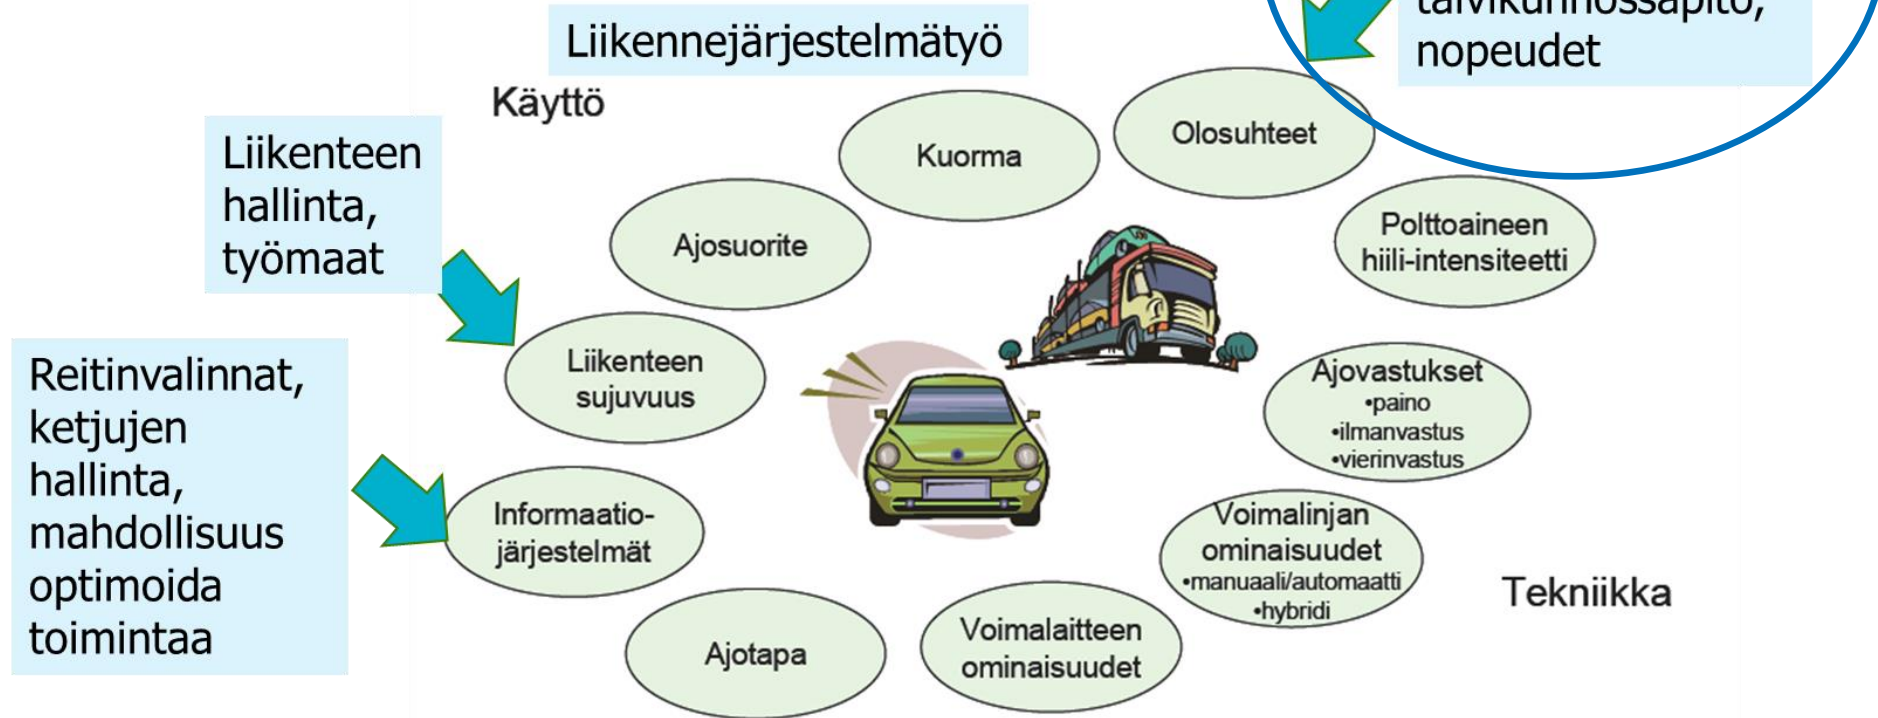 Liikennejärjestelmätyö
talvikunnossapito,
nopeudet
Käyttö
Liikenteen
hallinta,
työmaat
Kuorma
Olosuhteet
Ajosuorite
Polttoaineen
hiili-intensiteetti
Liikenteen
sujuvuus
Reitinvalinnat,
ketjujen
hallinta,
mahdollisuus
optimoida
toimintaa
Ajovastukset
•paino
•ilmanvastus
•vierinvastus
Informaatio-
järjestelmät
Voimalinjan
ominaisuudet
•manuaali/automaatti
•hybridi
Tekniikka
Ajotapa
Voimalaitteen
ominaisuudet